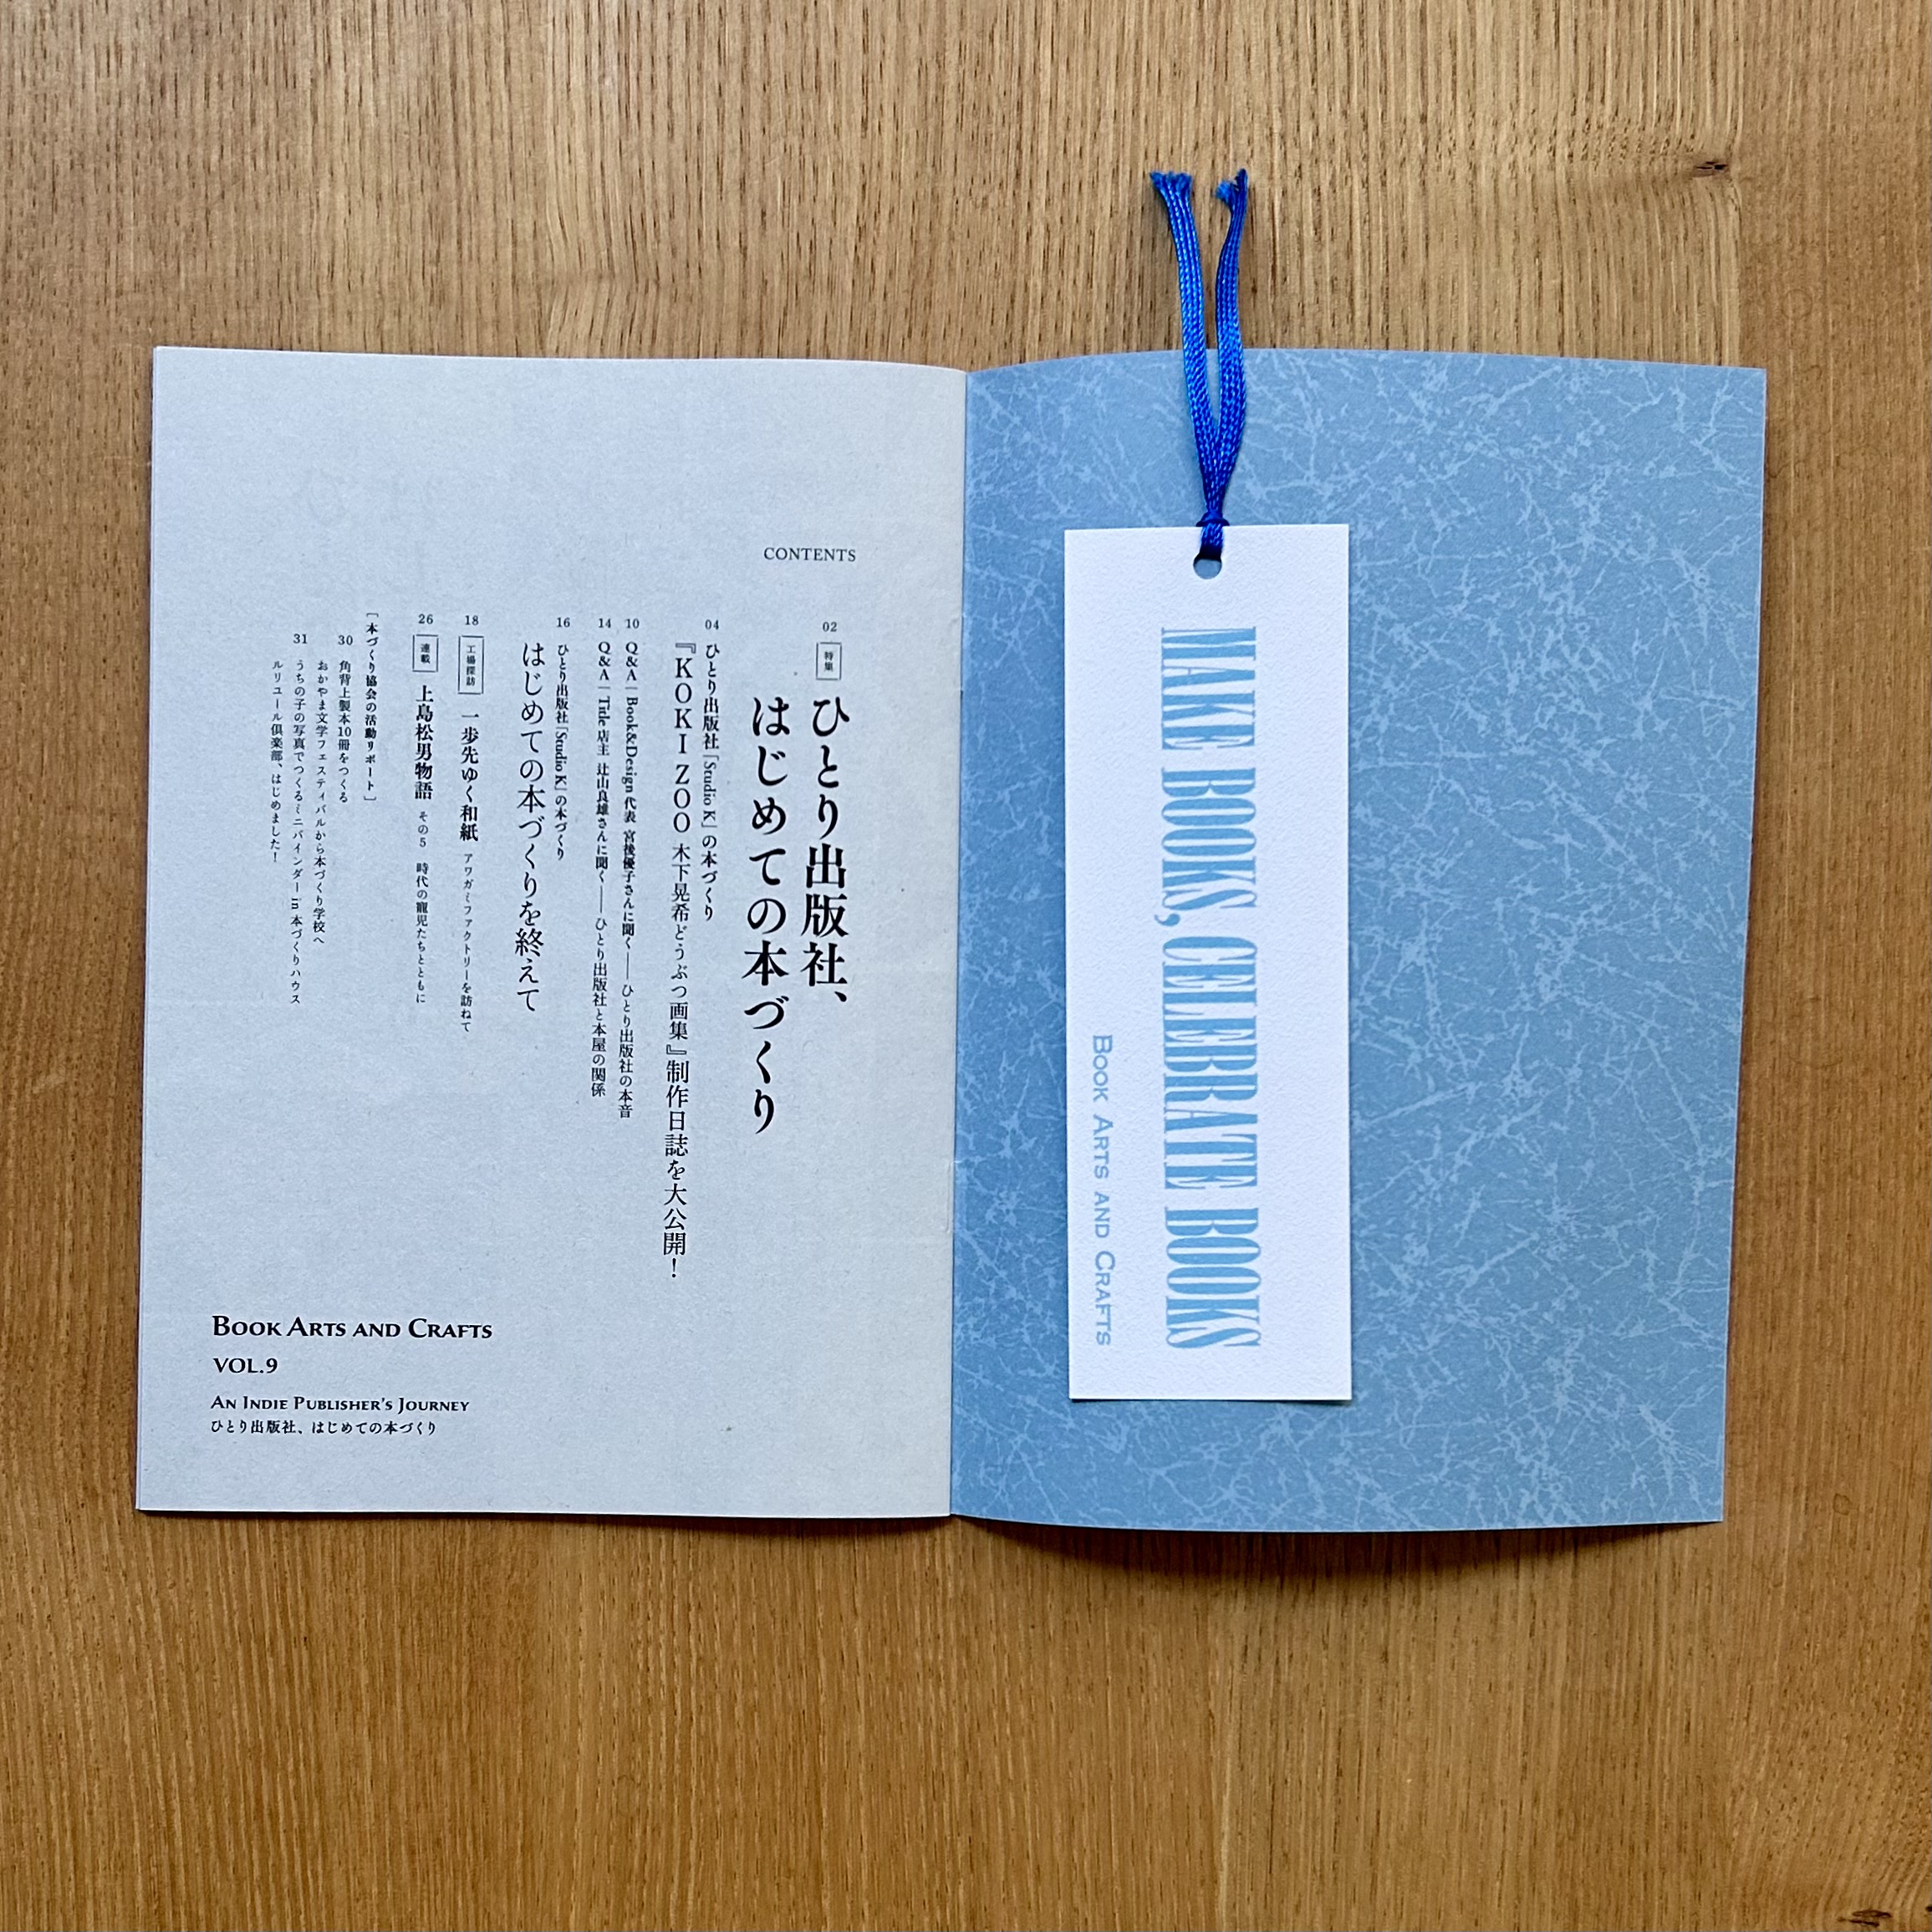 MAKE BOOKS, CELEBRATE BOOKS
BOOK ARTS AND CRAFTS
CONTENTS
02
特集
ひとり出版社、
はじめての本づくり
04
ひとり出版社「Studio K」の本づくり
『KOKI ZOO 木下晃希どうぶつ画集』制作日誌を大公開！
10
Q&A｜Book&Design 代表 宮後優子さんに聞く——ひとり出版社の本音
14
Q&A｜Title店主 辻山良雄さんに聞く——ひとり出版社と本屋の関係
16
ひとり出版社「Studio K」の本づくり
はじめての本づくりを終えて
18
工場探訪
一歩先ゆく和紙 アワガミファクトリーを訪ねて
26
連載
上島松男物語 その5 時代の寵児たちとともに
［本づくり協会の活動リポート］
30
角背上製本10冊をつくる
おかやま文学フェスティバルから本づくり学校へ
31
うちの子の写真でつくるミニバインダー in 本づくりハウス
ルリユール倶楽部、はじめました！
BOOK ARTS AND CRAFTS
VOL.9
AN INDIE PUBLISHER'S JOURNEY
ひとり出版社、はじめての本づくり